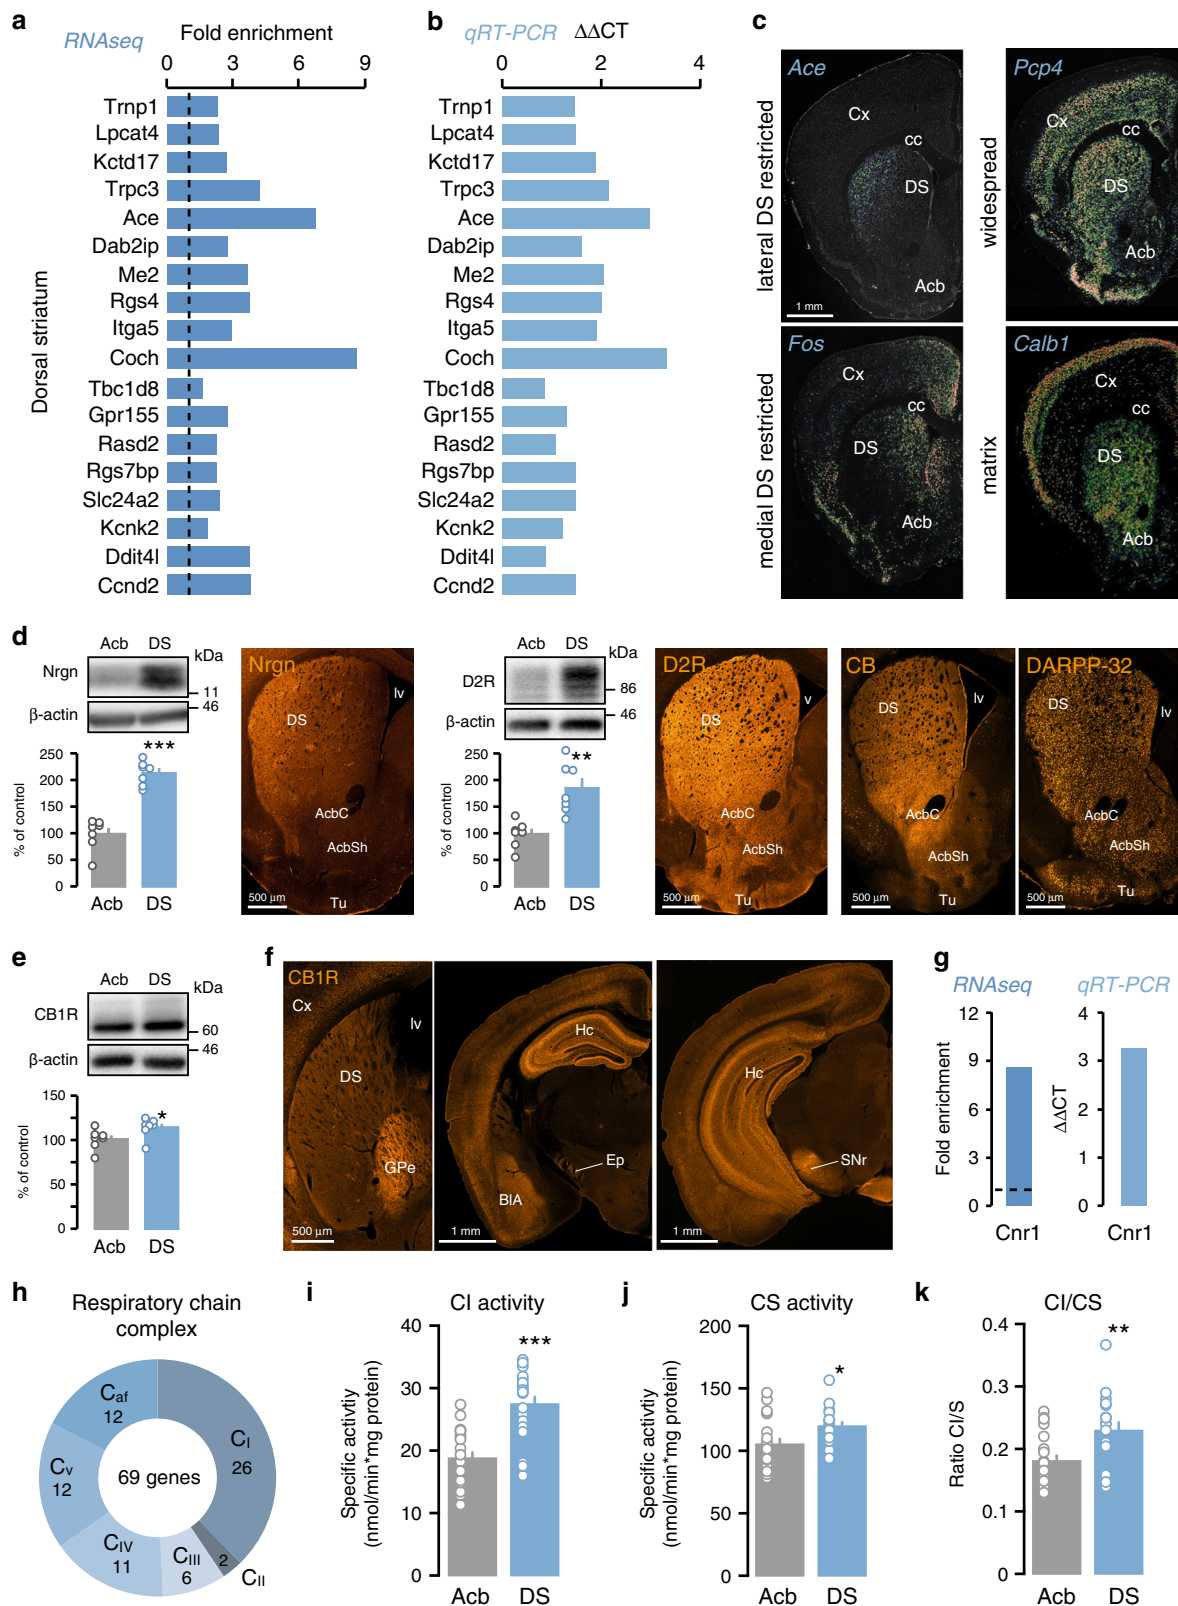 a
RNAseq
Fold enrichment
0 3 6 9
Dorsal striatum
Trnp1
Lpcat4
Kctd17
Trpc3
Ace
Dab2ip
Me2
Rgs4
Itga5
Coch
Tbc1d8
Gpr155
Rasd2
Rgs7bp
Slc24a2
Kcnk2
Ddit4l
Ccnd2
b
qRT-PCR ΔΔCT
0 2 4
Trnp1
Lpcat4
Kctd17
Trpc3
Ace
Dab2ip
Me2
Rgs4
Itga5
Coch
Tbc1d8
Gpr155
Rasd2
Rgs7bp
Slc24a2
Kcnk2
Ddit4l
Ccnd2
c
lateral DS restricted
Ace
Cx
cc
DS
Acb
1 mm
widespread
Pcp4
Cx
cc
DS
Acb
medial DS restricted
Fos
Cx
cc
DS
Acb
matrix
Calb1
Cx
cc
DS
Acb
d
Acb DS
kDa
Nrgn
11
β-actin
46
% of control
250
200
150
100
50
0
***
Acb DS
Nrgn
lv
DS
AcbC
AcbSh
500 µm
Tu
Acb DS
kDa
D2R
86
β-actin
46
% of control
250
200
150
100
50
0
**
Acb DS
D2R
v
DS
AcbC
AcbSh
500 µm
Tu
CB
lv
DS
AcbC
AcbSh
500 µm
Tu
DARPP-32
lv
DS
AcbC
AcbSh
Tu
500 µm
e
Acb DS
kDa
CB1R
60
β-actin
46
% of control
150
100
50
0
*
Acb DS
f
CB1R
Cx
lv
DS
GPe
500 µm
Hc
Ep
BlA
1 mm
Hc
SNr
1 mm
g
RNAseq
Fold enrichment
12
9
6
3
0
Cnr1
qRT-PCR
ΔΔCT
4
3
2
1
0
Cnr1
h
Respiratory chain
complex
Caf
12
CI
26
Cv
12
69 genes
CIV
11
CIII
6
2
CII
i
CI activity
Specific activtiy
(nmol/min*mg protein)
40
30
20
10
0
***
Acb DS
j
CS activity
Specific activtiy
(nmol/min*mg protein)
200
150
100
50
0
*
Acb DS
k
CI/CS
Ratio CI/S
0.4
0.3
0.2
0.1
0
**
Acb DS